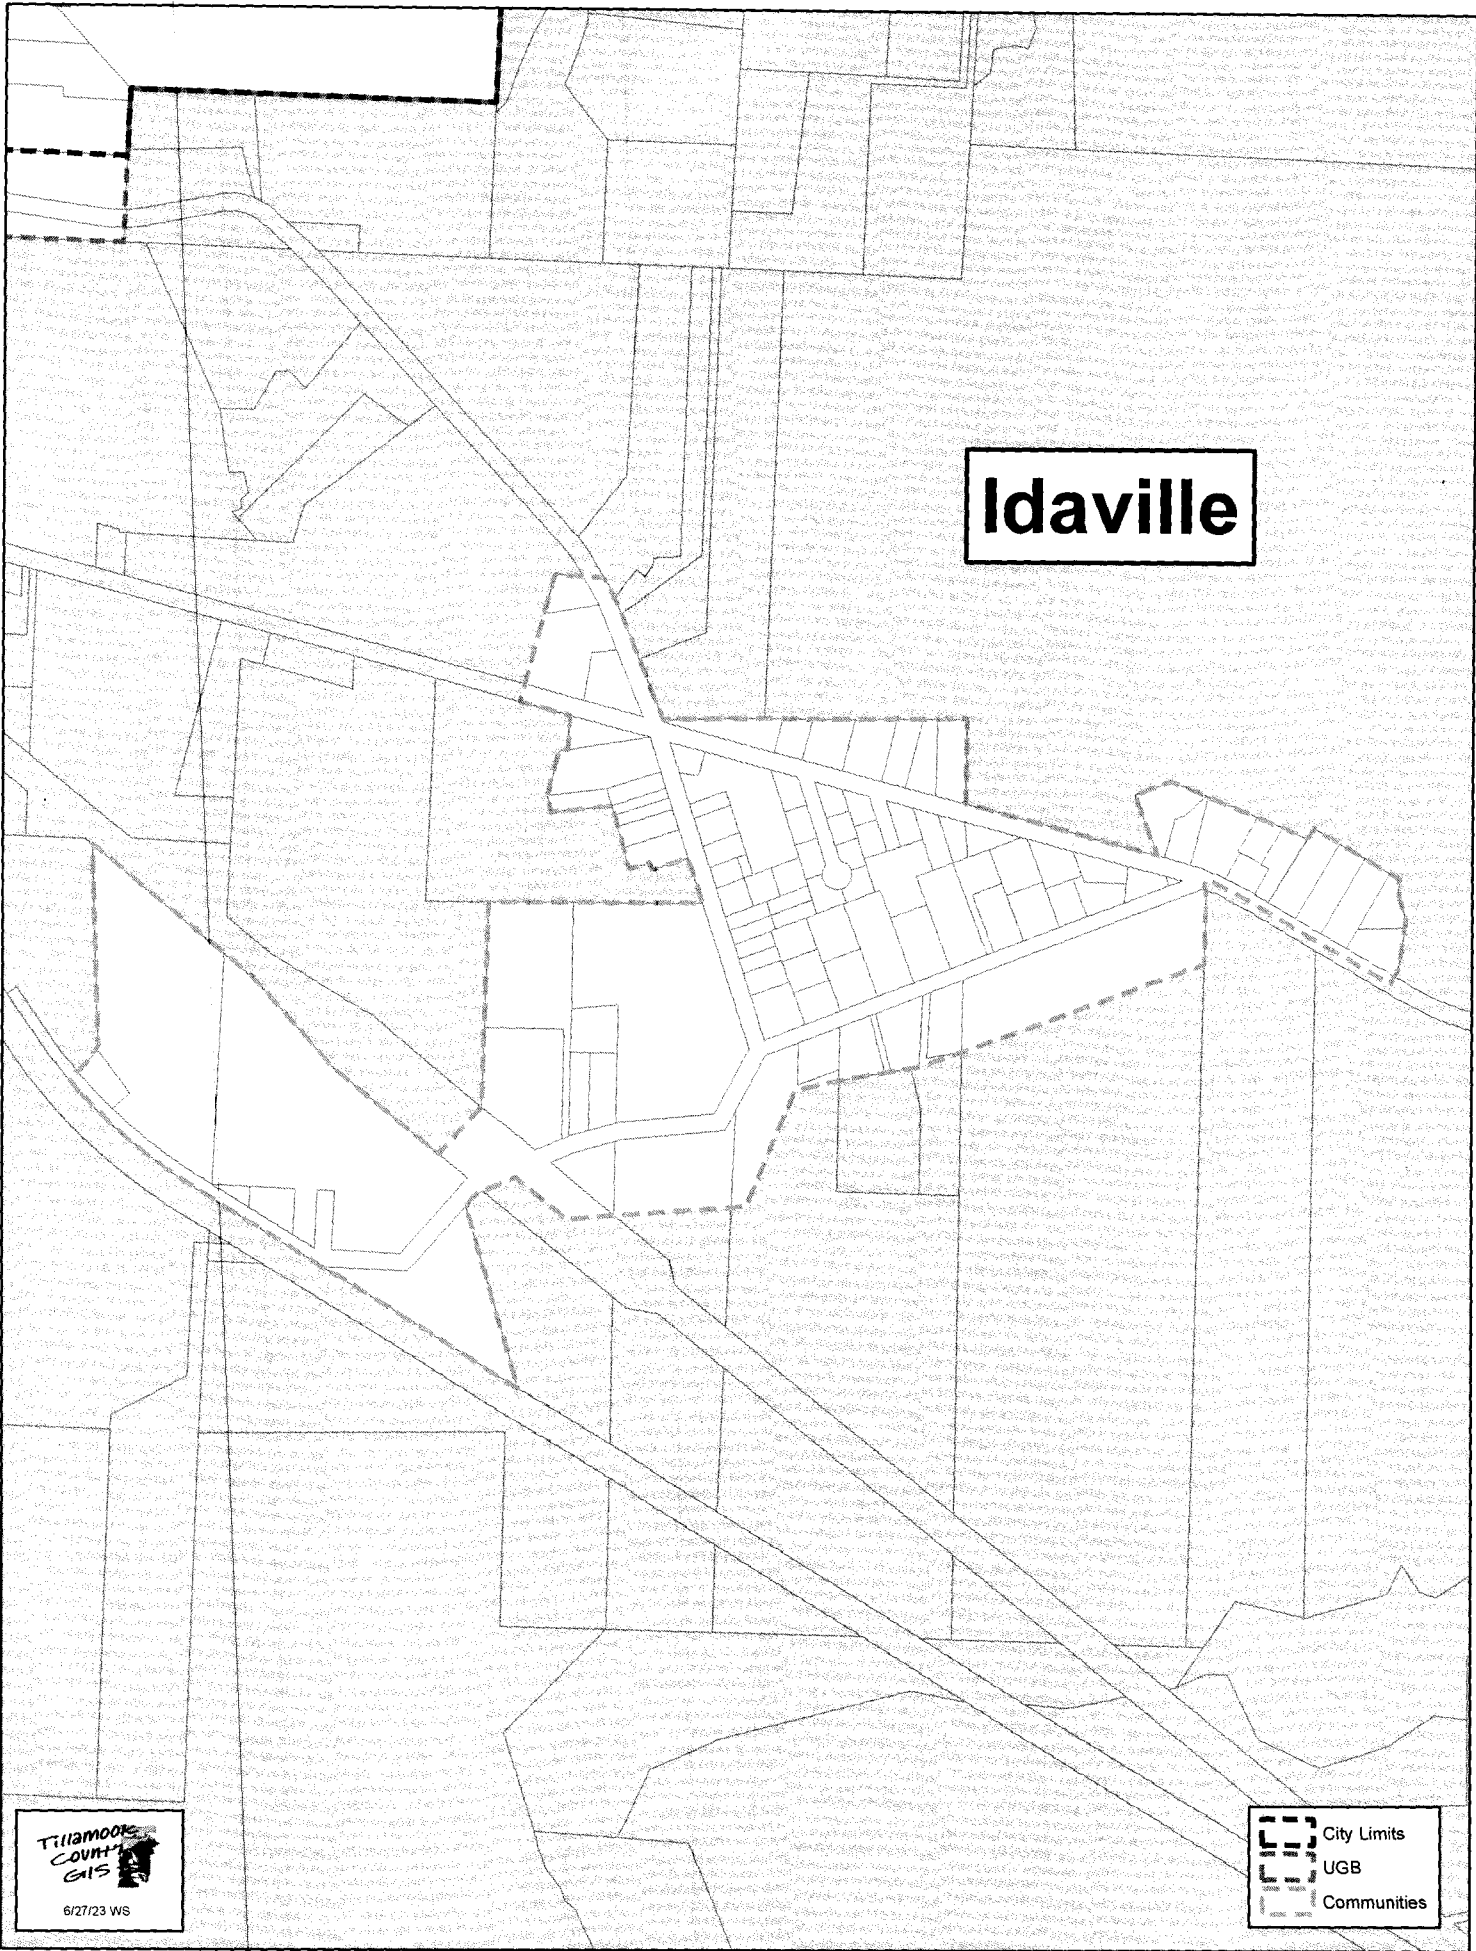 Idaville
Tillamook
County
GIS
6/27/23 WS
City Limits
UGB
Communities